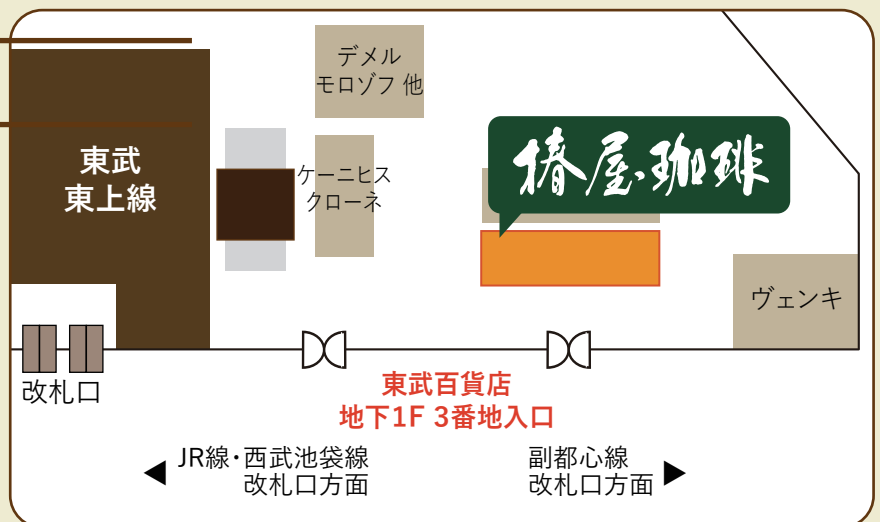 デメル
モロゾフ 他
東武
東上線
ケーニヒス
クローネ
椿屋珈琲
ヴェンキ
改札口
東武百貨店
地下1F 3番地入口
JR線・西武池袋線
改札口方面
副都心線
改札口方面